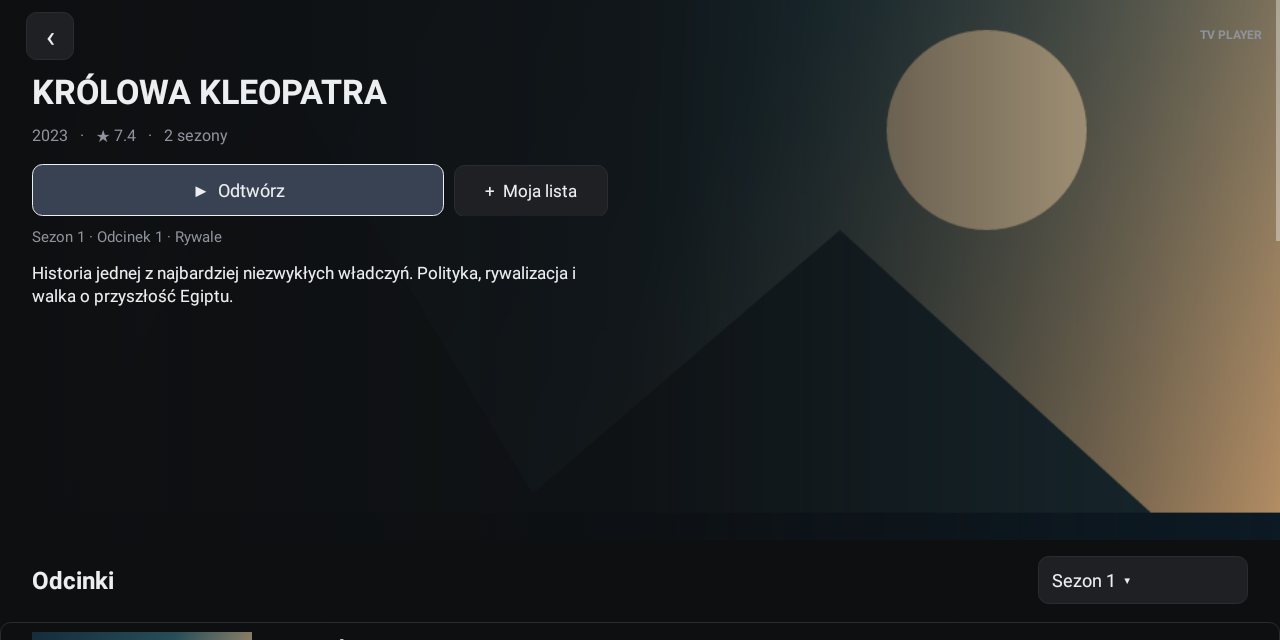 ‹
TV PLAYER
KRÓLOWA KLEOPATRA
2023 · ★ 7.4 · 2 sezony
► Odtwórz
+ Moja lista
Sezon 1 · Odcinek 1 · Rywale
Historia jednej z najbardziej niezwykłych władczyń. Polityka, rywalizacja i
walka o przyszłość Egiptu.
Odcinki
Sezon 1 ▾